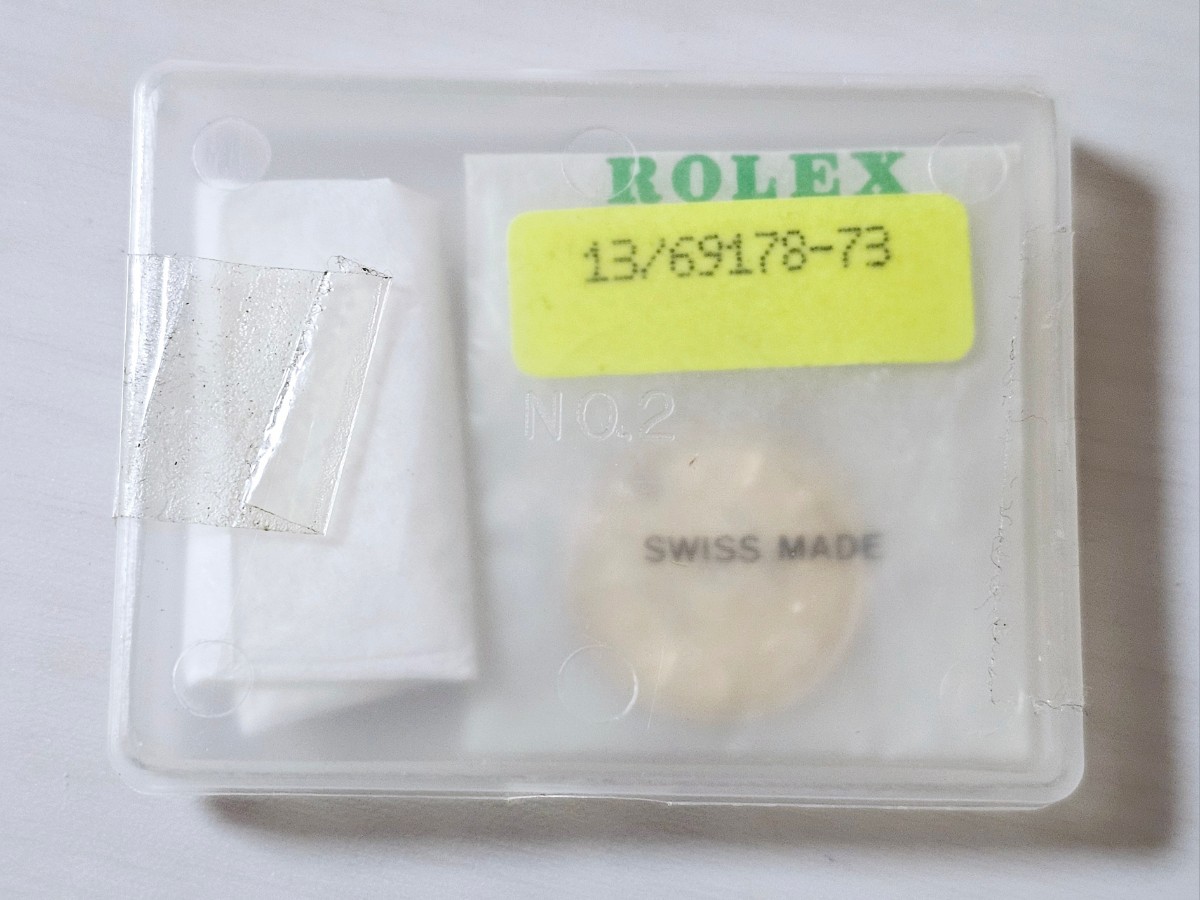 ROLEX
13/69178-73
NO.2
SWISS MADE